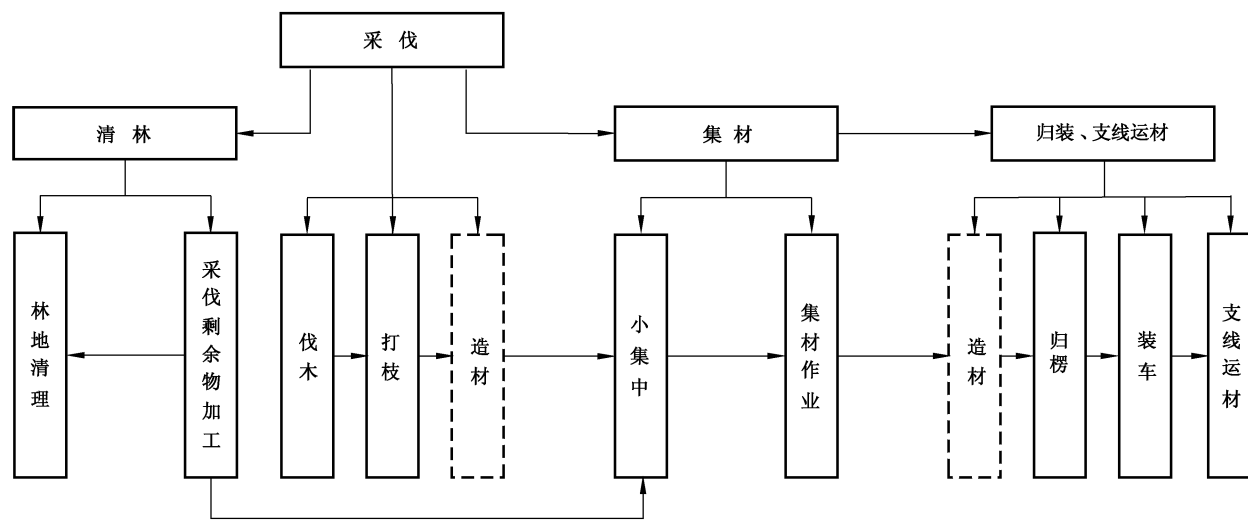 采伐
清林
集材
归装、支线运材
林地清理
采伐剩余物加工
伐木
打枝
造材
小集中
集材作业
造材
归楞
装车
支线运材